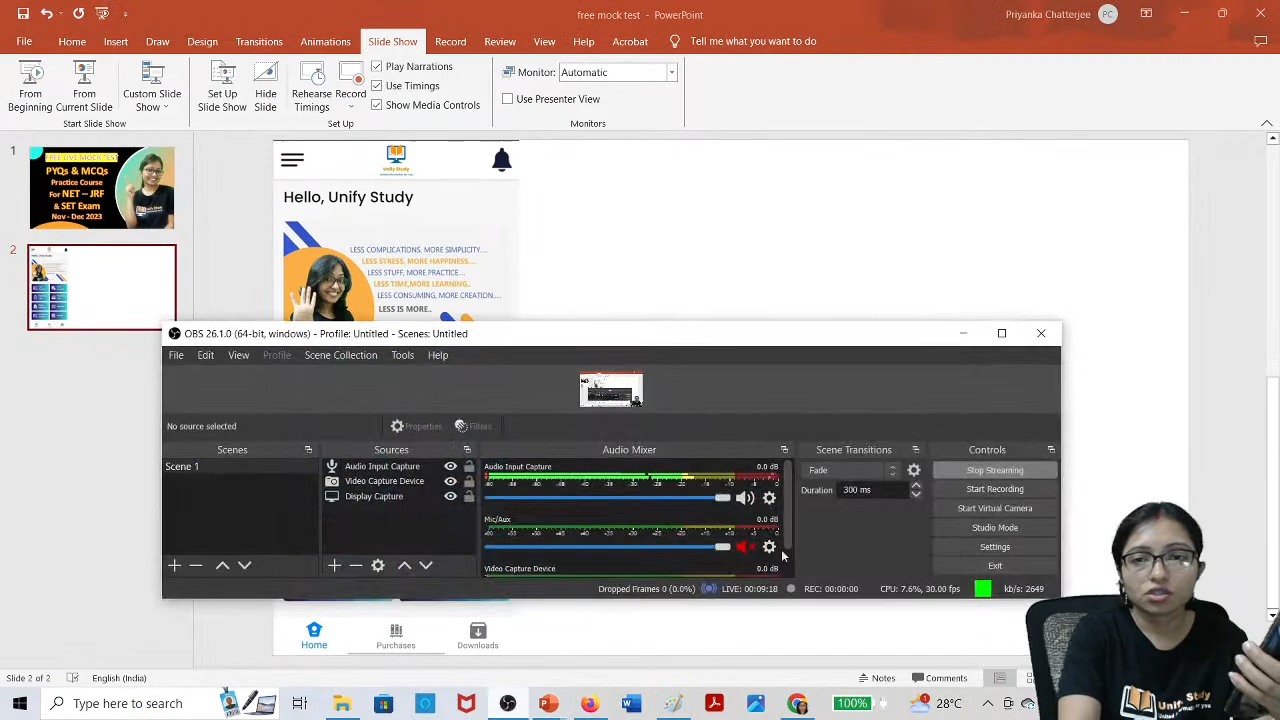 free mock test - PowerPoint
Priyanka Chatterjee
PC
File Home Insert Draw Design Transitions Animations Slide Show Record Review View Help Acrobat Tell me what you want to do
From Beginning
From Current Slide
Custom Slide Show
Start Slide Show
Set Up Slide Show
Hide Slide
Rehearse Timings
Record
Play Narrations
Use Timings
Show Media Controls
Set Up
Monitor: Automatic
Use Presenter View
Monitors
1
FREE LIVE MOCK TEST
PYQs & MCQs
Practice Course
For NET – JRF
& SET Exam
Nov - Dec 2023
2
Unify Study
Hello, Unify Study
LESS COMPLICATIONS, MORE SIMPLICITY....
LESS STRESS, MORE HAPPINESS....
LESS STUFF, MORE PRACTICE....
LESS TIME,MORE LEARNING..
LESS CONSUMING, MORE CREATION....
LESS IS MORE..
OBS 26.1.0 (64-bit, windows) - Profile: Untitled - Scenes: Untitled
File Edit View Profile Scene Collection Tools Help
No source selected
Properties
Filters
Scenes
Scene 1
Sources
Audio Input Capture
Video Capture Device
Display Capture
Audio Mixer
Audio Input Capture 0.0 dB
Mic/Aux 0.0 dB
Video Capture Device 0.0 dB
Scene Transitions
Fade
Duration 300 ms
Controls
Stop Streaming
Start Recording
Start Virtual Camera
Studio Mode
Settings
Exit
Dropped Frames 0 (0.0%) LIVE: 00:09:18 REC: 00:00:00 CPU: 7.6%, 30.00 fps kb/s: 2649
Home
Purchases
Downloads
Slide 2 of 2 English (India) Notes Comments
Type here to search
100%
1
28°C